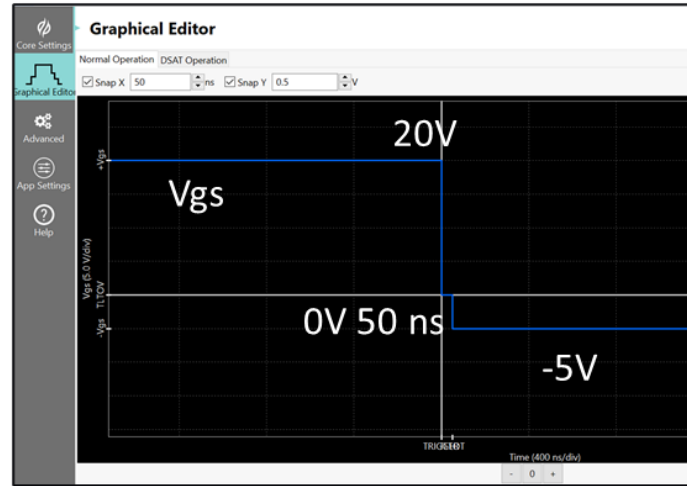 Graphical Editor
Core Settings
Normal Operation DSAT Operation
Snap X 50 ns Snap Y 0.5 V
Graphical Editor
Advanced
App Settings
Help
20V
+Vgs
Vgs
Vgs (5.0 V/div)
TLTOV
0V 50 ns
-Vgs
-5V
Time (400 ns/div)
- 0 +